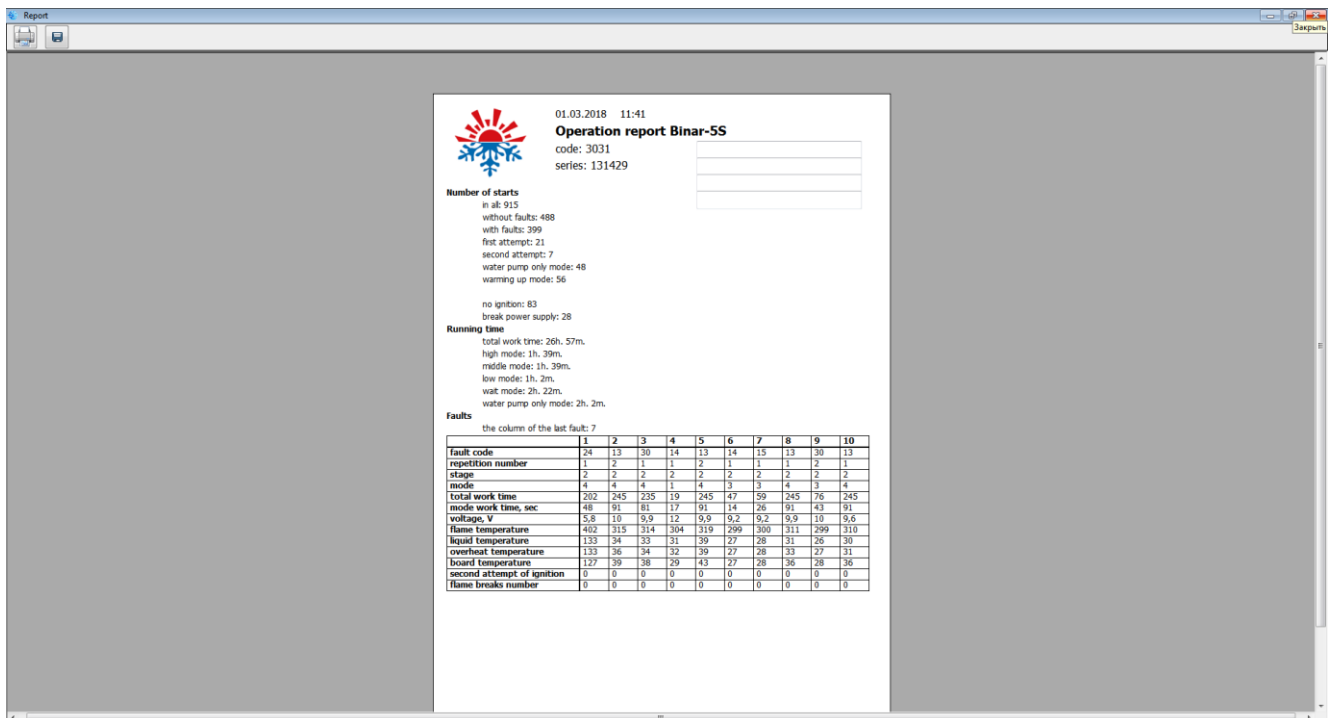 Report
Закрыть
01.03.2018 11:41
Operation report Binar-5S
code: 3031
series: 131429
Number of starts
in all: 915
without faults: 488
with faults: 399
first attempt: 21
second attempt: 7
water pump only mode: 48
warming up mode: 56
no ignition: 83
break power supply: 28
Running time
total work time: 26h. 57m.
high mode: 1h. 39m.
middle mode: 1h. 39m.
low mode: 1h. 2m.
wait mode: 2h. 22m.
water pump only mode: 2h. 2m.
Faults
the column of the last fault: 7
1 2 3 4 5 6 7 8 9 10
fault code 24 13 30 14 13 14 15 13 30 13
repetition number 1 2 1 1 2 1 1 1 2 1
stage 2 2 2 2 2 2 2 2 2 2
mode 4 4 4 1 4 3 3 4 3 4
total work time 202 245 235 19 245 47 59 245 76 245
mode work time, sec 48 91 81 17 91 14 26 91 43 91
voltage, V 5,8 10 9,9 12 9,9 9,2 9,2 9,9 10 9,6
flame temperature 402 315 314 304 319 299 300 311 299 310
liquid temperature 133 34 33 31 39 27 28 31 26 30
overheat temperature 133 36 34 32 39 27 28 33 27 31
board temperature 127 39 38 29 43 27 28 36 28 36
second attempt of ignition 0 0 0 0 0 0 0 0 0 0
flame breaks number 0 0 0 0 0 0 0 0 0 0